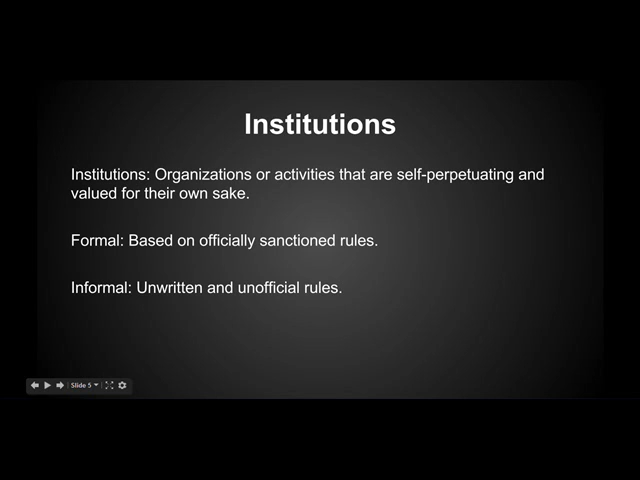 Institutions
Institutions: Organizations or activities that are self-perpetuating and
valued for their own sake.
Formal: Based on officially sanctioned rules.
Informal: Unwritten and unofficial rules.
Slide 5